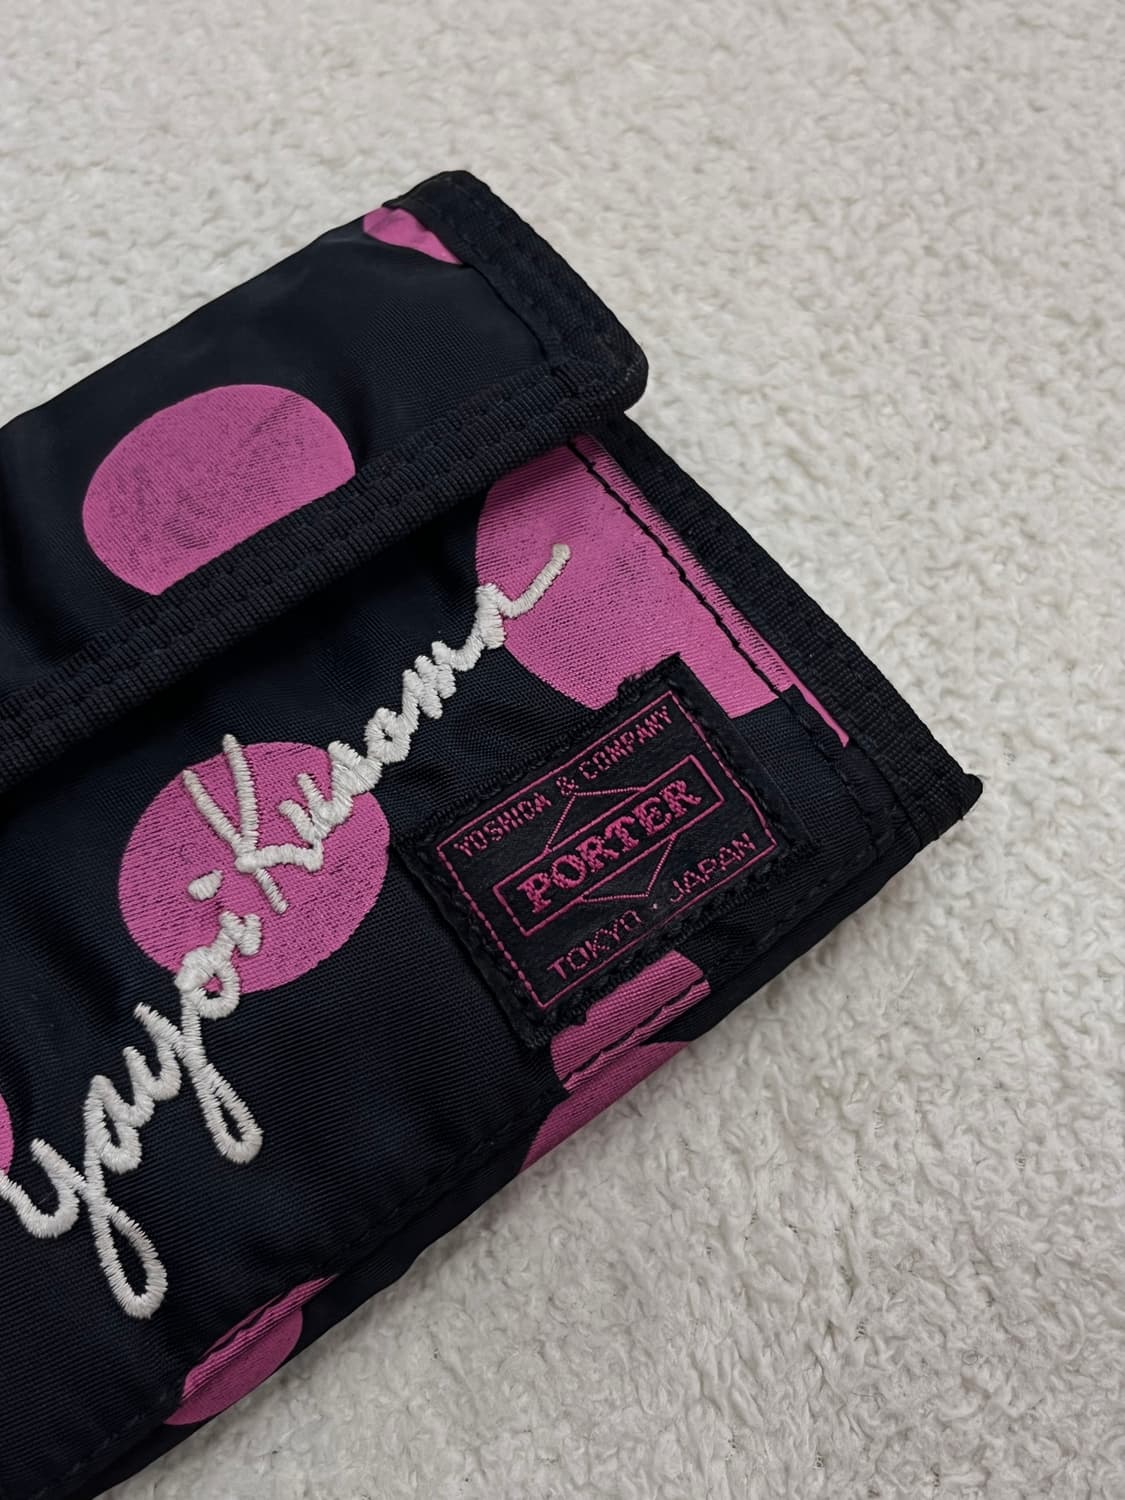 Yayoi Kusama
YOSHIDA & COMPANY
PORTER
TOKYO · JAPAN